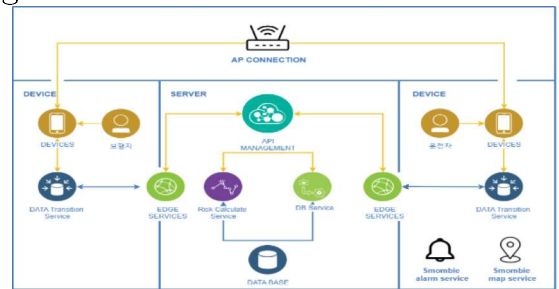 AP CONNECTION
DEVICE
SERVER
DEVICE
DEVICES
보행자
API
MANAGEMENT
운전자
DEVICES
DATA Transition
Service
EDGE
SERVICES
Risk Calculate
Service
DB Service
EDGE
SERVICES
DATA Transition
Service
DATA BASE
Smombie
alarm service
Smombie
map service